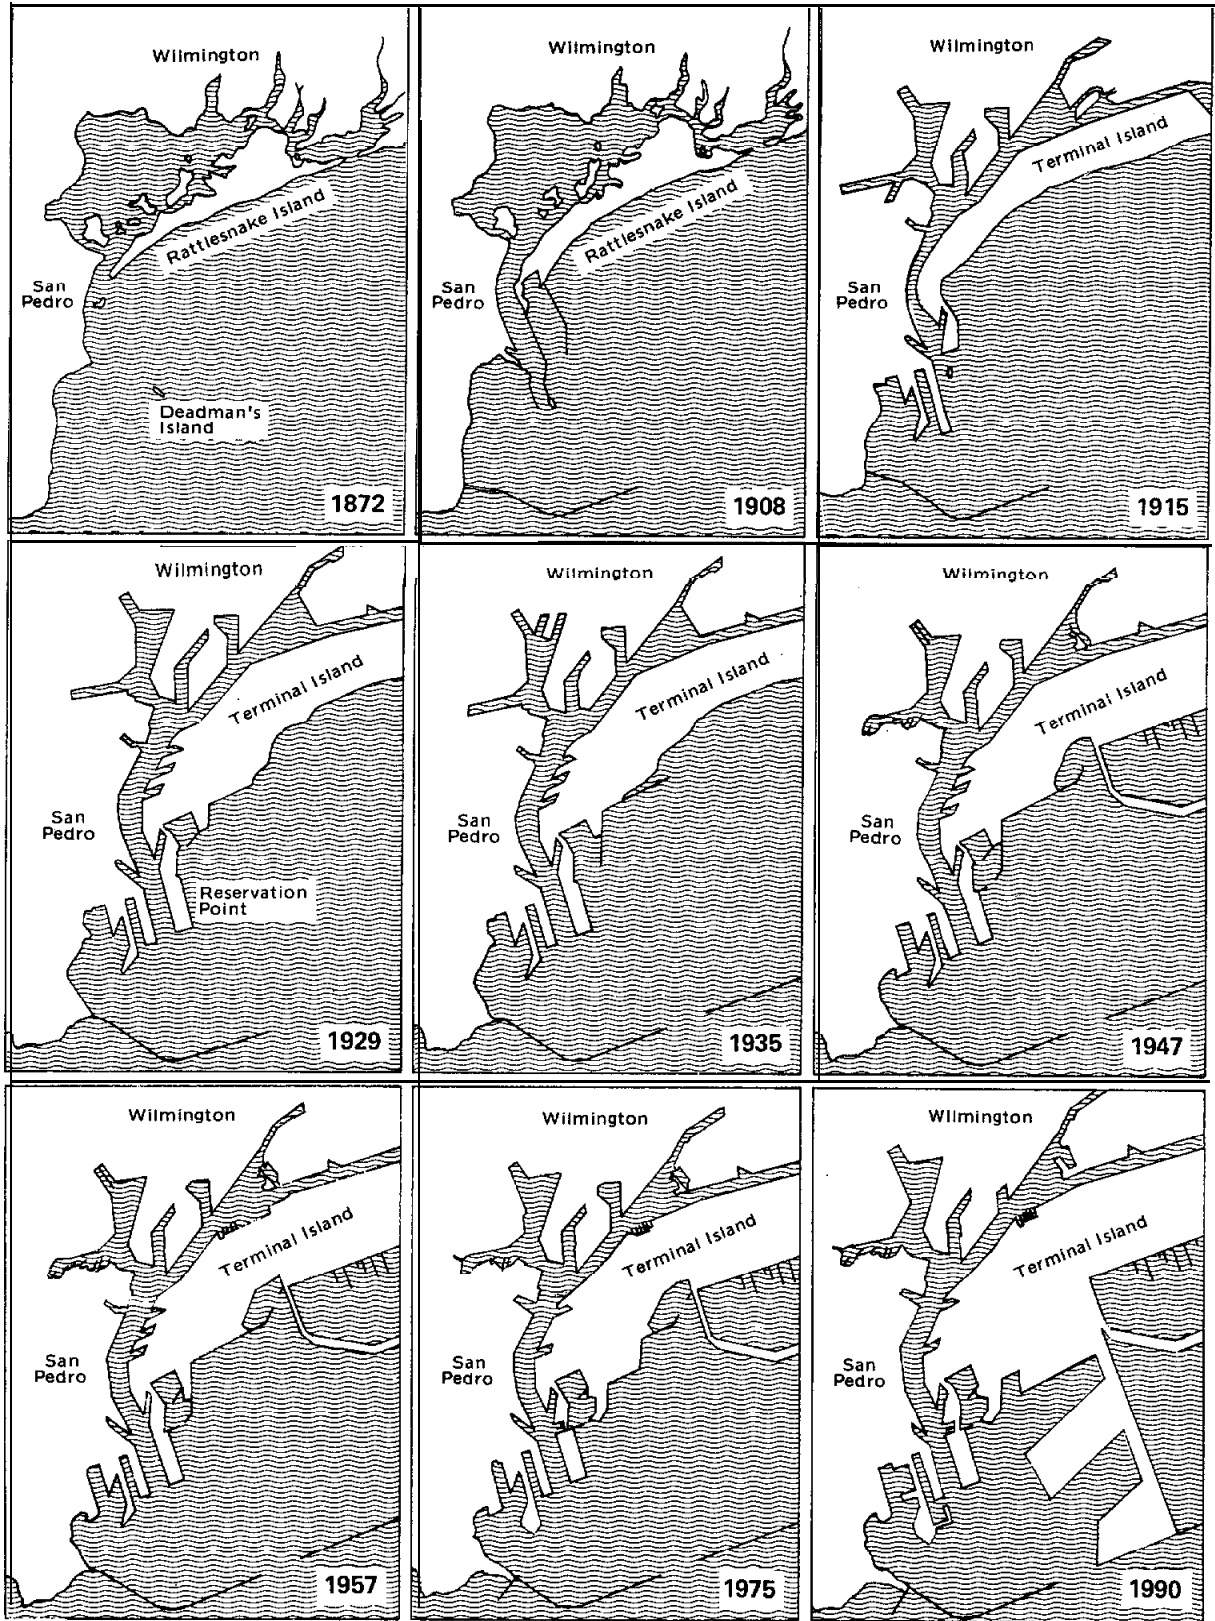 Wilmington
Rattlesnake Island
San
Pedro
Deadman's
Island
1872
Wilmington
Rattlesnake Island
San
Pedro
1908
Wilmington
Terminal Island
San
Pedro
1915
Wilmington
Terminal Island
San
Pedro
Reservation
Point
1929
Wilmington
Terminal Island
San
Pedro
1935
Wilmington
Terminal Island
San
Pedro
1947
Wilmington
Terminal Island
San
Pedro
1957
Wilmington
Terminal Island
San
Pedro
1975
Wilmington
Terminal Island
San
Pedro
1990